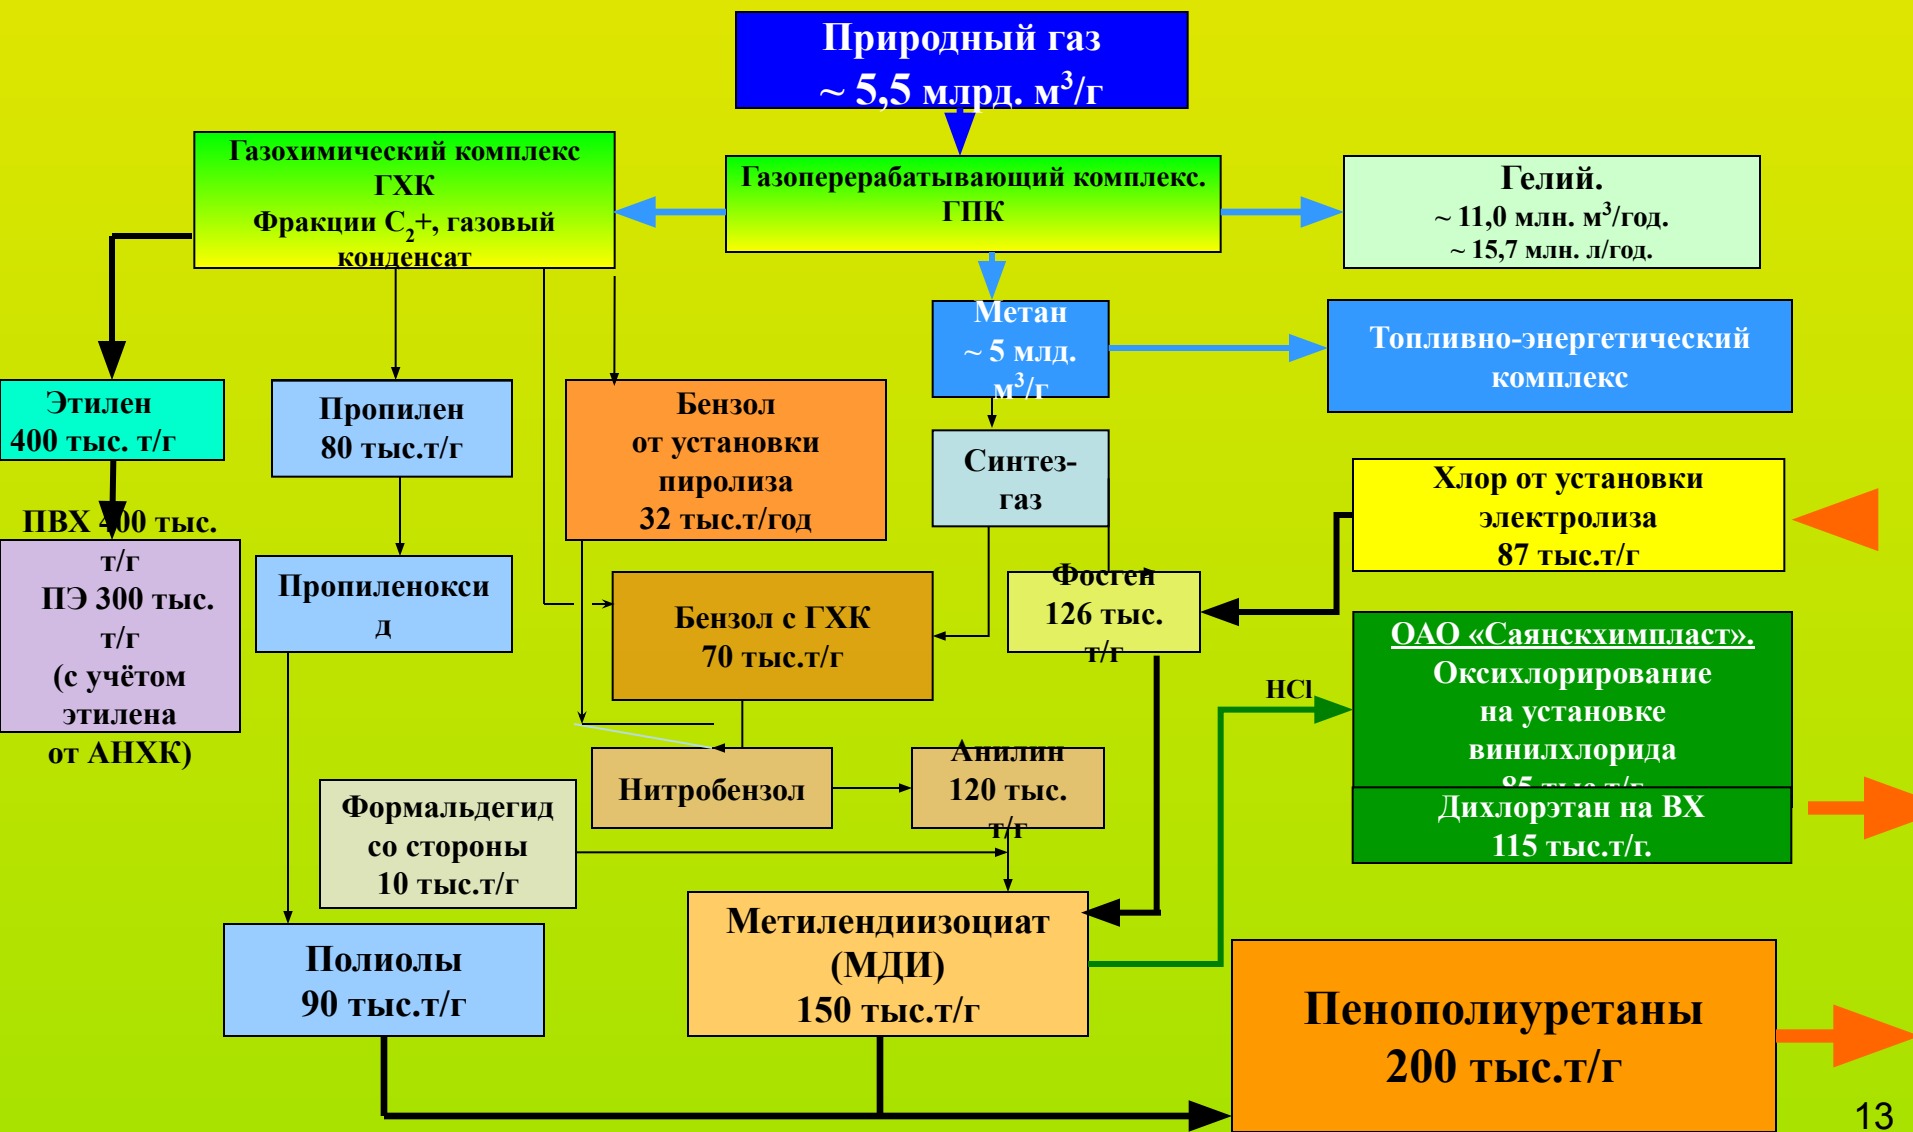 Природный газ
~ 5,5 млрд. м³/г
Газохимический комплекс
ГХК
Фракции С₂+, газовый
конденсат
Газоперерабатывающий комплекс.
ГПК
Гелий.
~ 11,0 млн. м³/год.
~ 15,7 млн. л/год.
Метан
~ 5 млд.
м³/г
Топливно-энергетический
комплекс
Этилен
400 тыс. т/г
Пропилен
80 тыс.т/г
Бензол
от установки
пиролиза
32 тыс.т/год
Синтез-
газ
Хлор от установки
электролиза
87 тыс.т/г
ПВХ 400 тыс.
т/г
ПЭ 300 тыс.
т/г
(с учётом
этилена
от АНХК)
Пропиленокси
д
Бензол с ГХК
70 тыс.т/г
Фосген
126 тыс.
т/г
HCl
ОАО «Саянскхимпласт».
Оксихлорирование
на установке
винилхлорида
85 тыс.т/г
Дихлорэтан на ВХ
115 тыс.т/г.
Нитробензол
Анилин
120 тыс.
т/г
Формальдегид
со стороны
10 тыс.т/г
Полиолы
90 тыс.т/г
Метилендиизоциат
(МДИ)
150 тыс.т/г
Пенополиуретаны
200 тыс.т/г
13